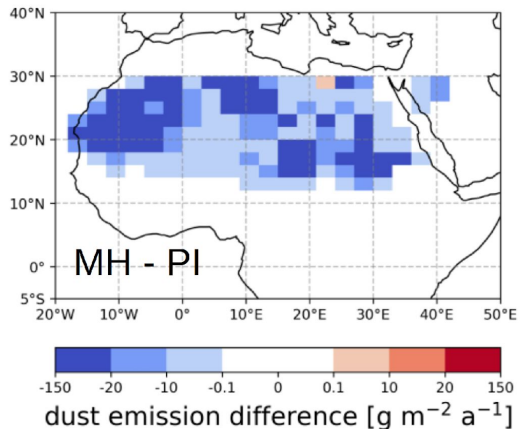 40°N
30°N
20°N
10°N
0°
5°S
MH - PI
20°W 10°W 0°C 10°E 20°E 30°E 40°E 50°E
-150 -20 -10 -0.1 0 0.1 10 20 150
dust emission difference [g m⁻² a⁻¹]